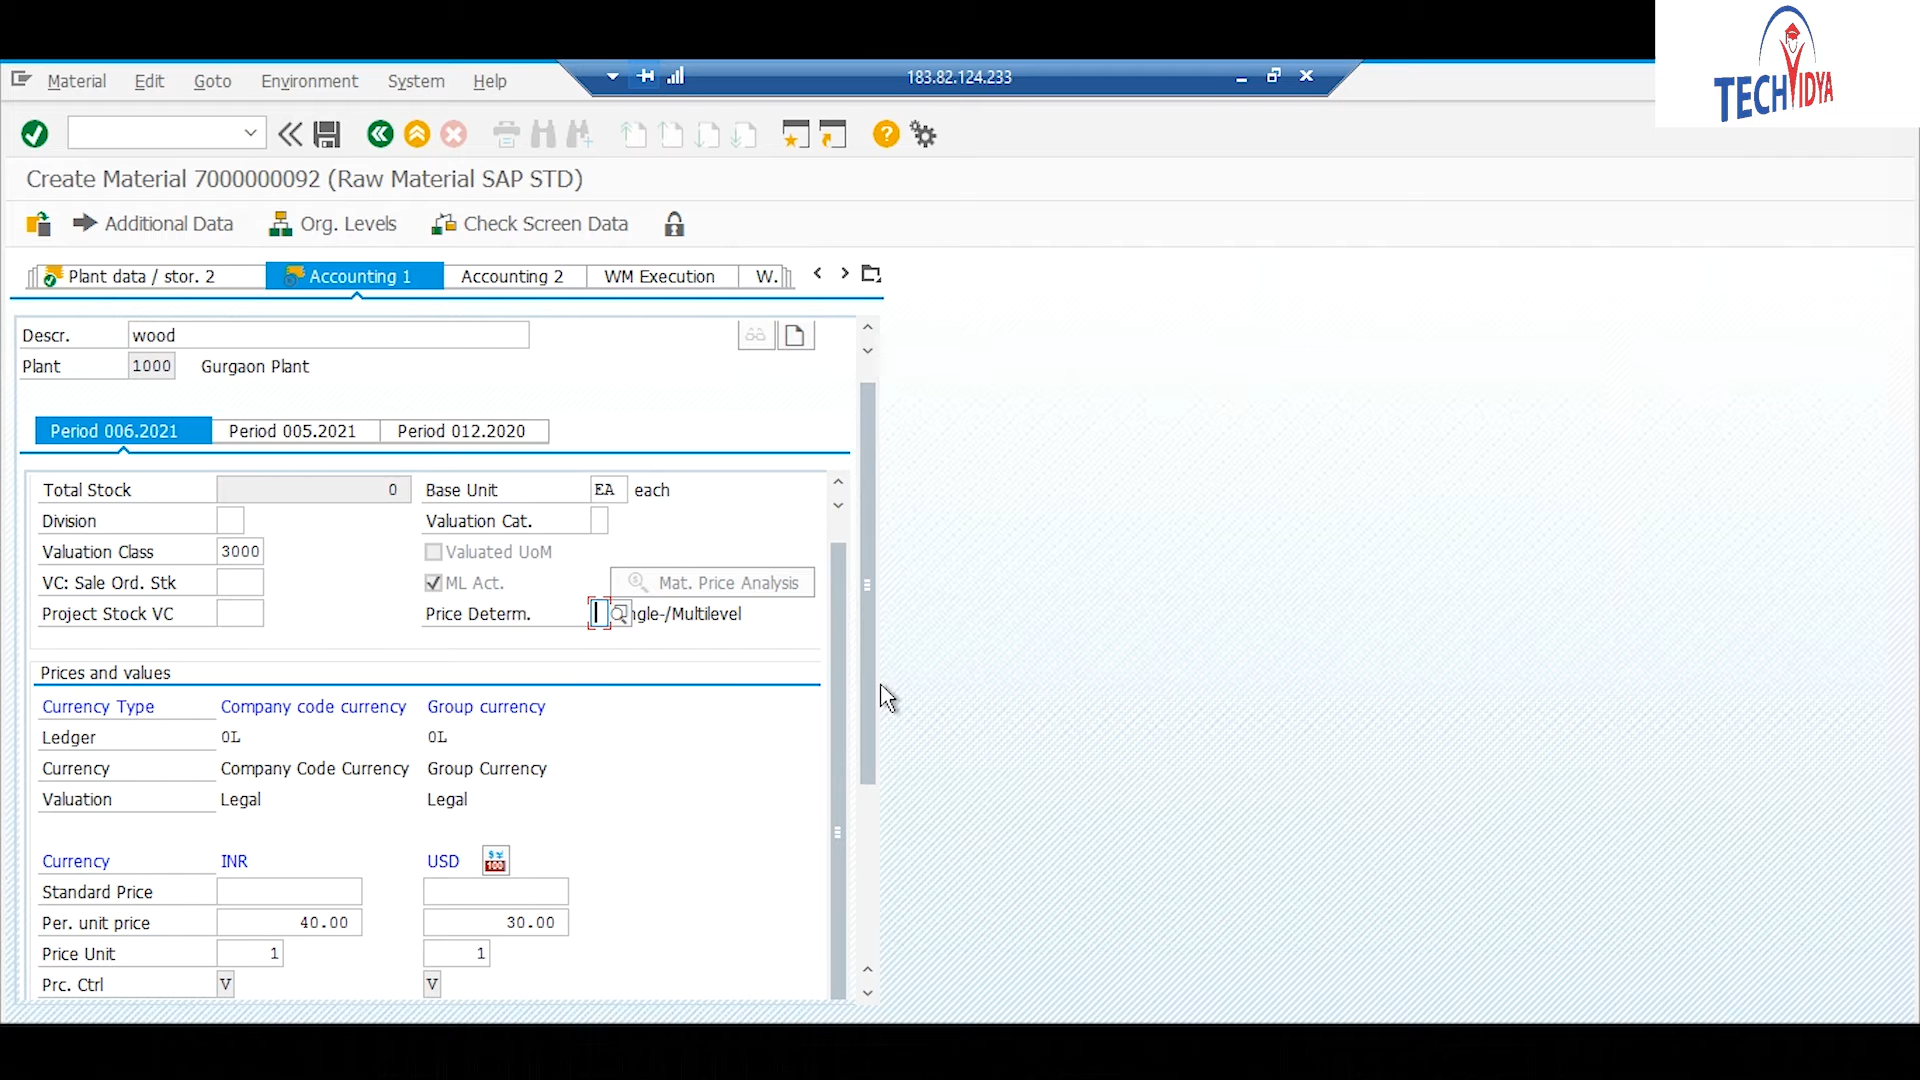 TECHVIDYA
183.82.124.233
Material Edit Goto Environment System Help
Create Material 7000000092 (Raw Material SAP STD)
Additional Data Org. Levels Check Screen Data
Plant data / stor. 2 Accounting 1 Accounting 2 WM Execution W.
Descr. wood
Plant 1000 Gurgaon Plant
Period 006.2021 Period 005.2021 Period 012.2020
Total Stock 0 Base Unit EA each
Division Valuation Cat.
Valuation Class 3000 Valuated UoM
VC: Sale Ord. Stk ML Act. Mat. Price Analysis
Project Stock VC Price Determ. ngle-/Multilevel
Prices and values
Currency Type Company code currency Group currency
Ledger 0L 0L
Currency Company Code Currency Group Currency
Valuation Legal Legal
Currency INR USD
100
Standard Price
Per. unit price 40.00 30.00
Price Unit 1 1
Prc. Ctrl V V